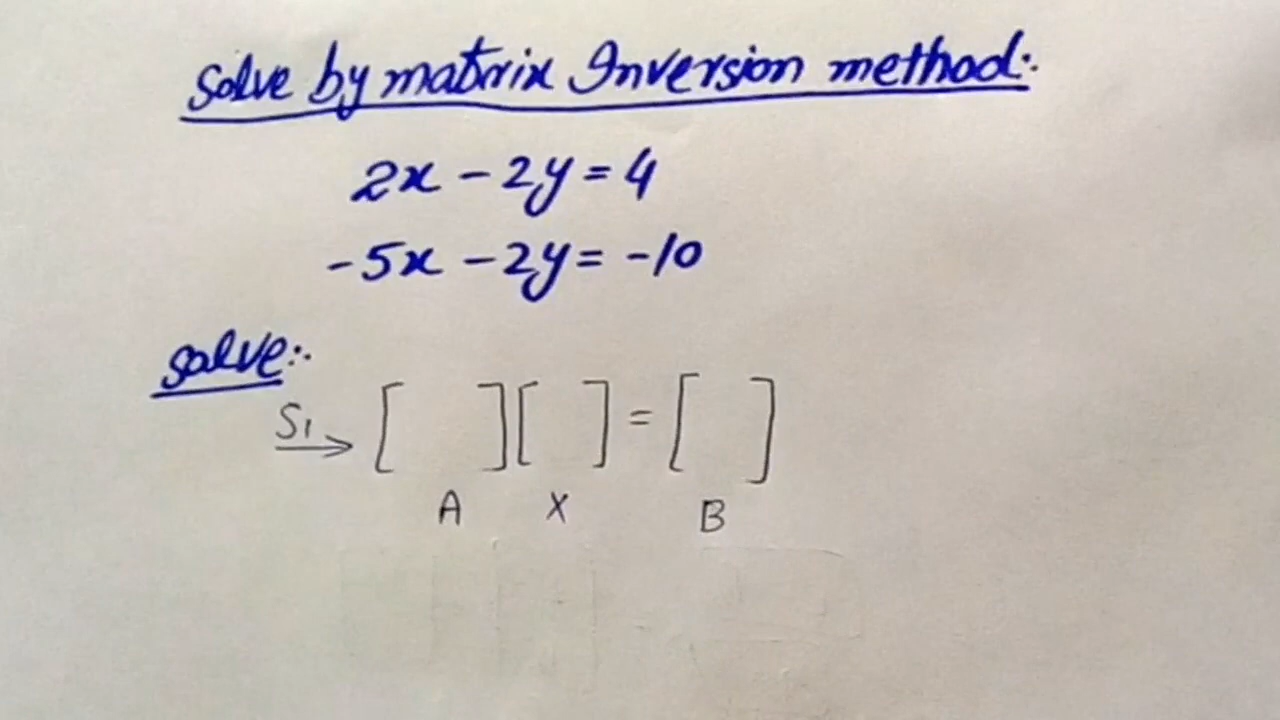 Solve by matrix Inversion method:.
2x - 2y = 4
-5x - 2y = -10
solve:.
S1 → [ ] [ ] = [ ]
A X B